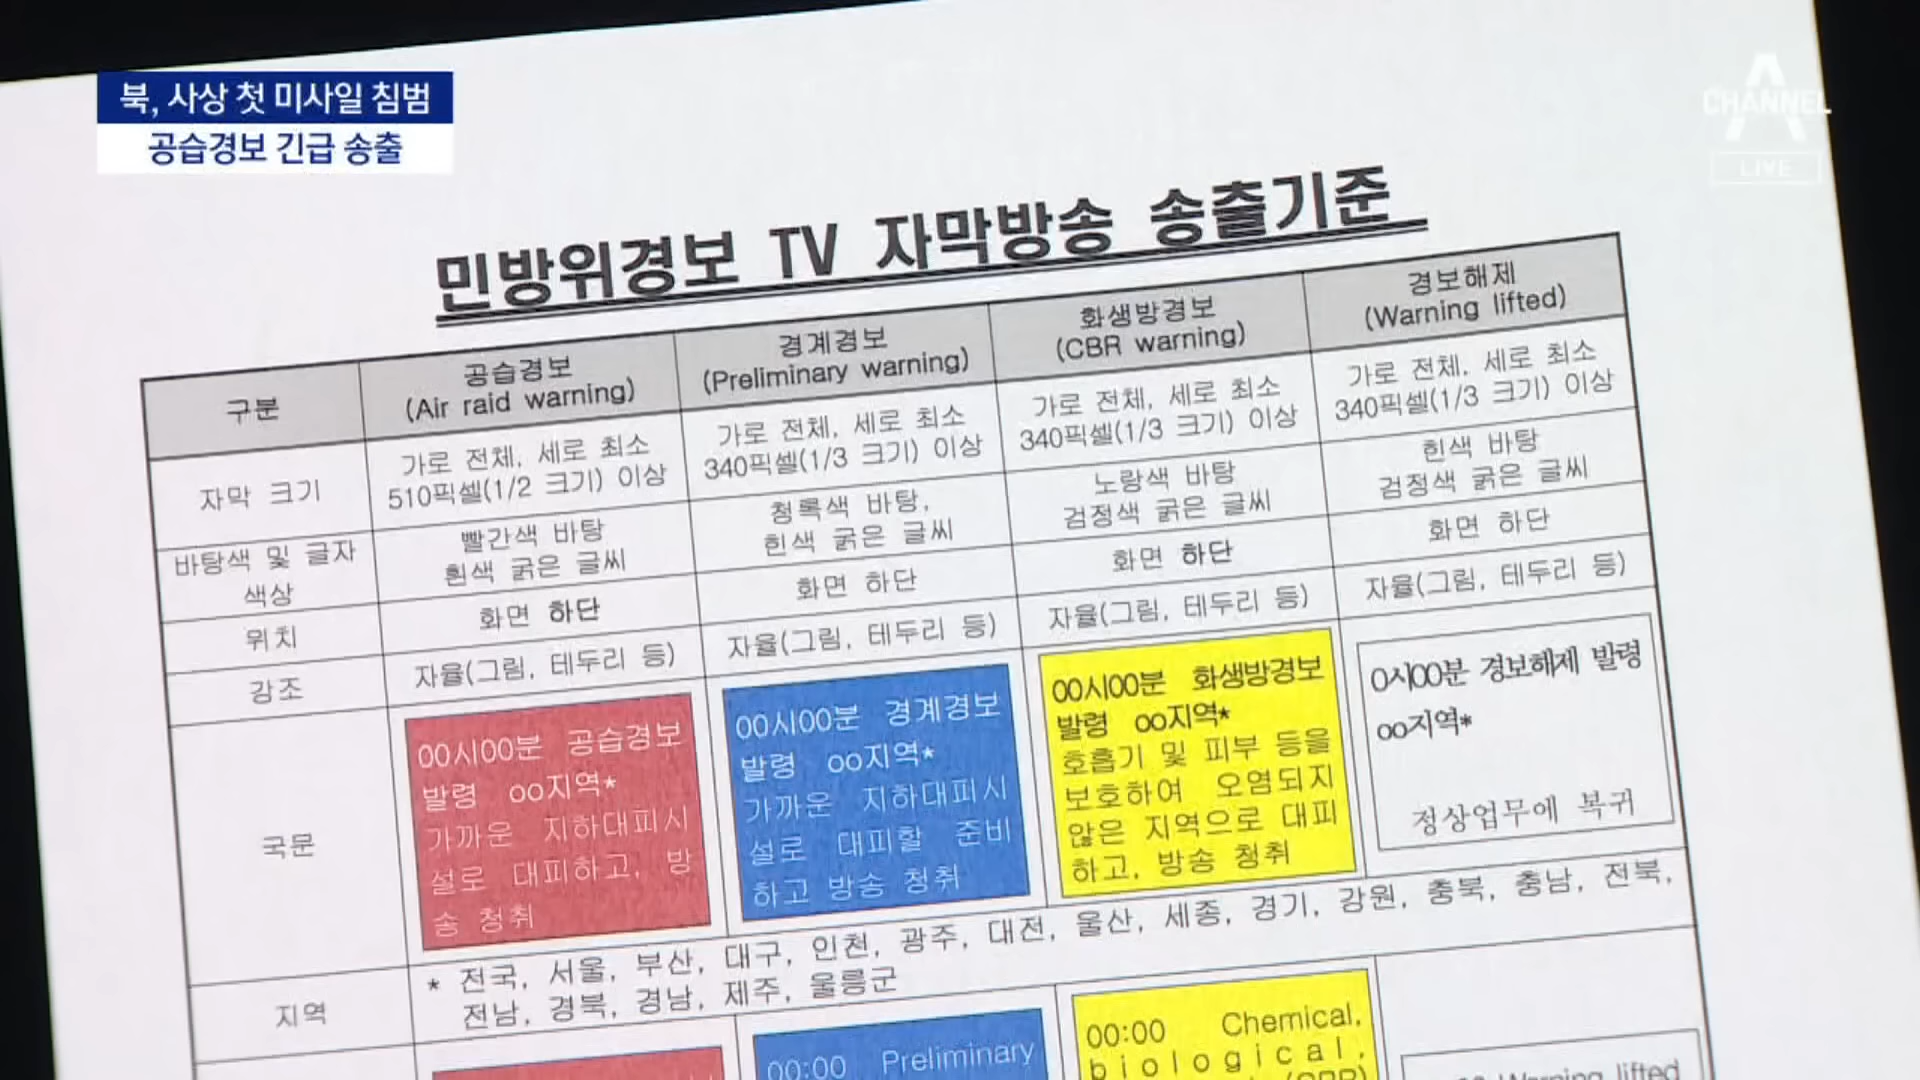 북, 사상 첫 미사일 침범
공습경보 긴급 송출
CHANNEL A
LIVE
민방위경보 TV 자막방송 송출기준
구분
공습경보
(Air raid warning)
경계경보
(Preliminary warning)
화생방경보
(CBR warning)
경보해제
(Warning lifted)
자막 크기
가로 전체, 세로 최소
510픽셀(1/2 크기) 이상
가로 전체, 세로 최소
340픽셀(1/3 크기) 이상
가로 전체, 세로 최소
340픽셀(1/3 크기) 이상
가로 전체, 세로 최소
340픽셀(1/3 크기) 이상
바탕색 및 글자
색상
빨간색 바탕
흰색 굵은 글씨
청록색 바탕,
흰색 굵은 글씨
노랑색 바탕
검정색 굵은 글씨
흰색 바탕
검정색 굵은 글씨
위치
화면 하단
화면 하단
화면 하단
화면 하단
강조
자율(그림, 테두리 등)
자율(그림, 테두리 등)
자율(그림, 테두리 등)
자율(그림, 테두리 등)
국문
00시00분 공습경보
발령 oo지역*
가까운 지하대피시
설로 대피하고, 방
송 청취
00시00분 경계경보
발령 oo지역*
가까운 지하대피시
설로 대피할 준비
하고 방송 청취
00시00분 화생방경보
발령 oo지역*
호흡기 및 피부 등을
보호하여 오염되지
않은 지역으로 대피
하고, 방송 청취
0시00분 경보해제 발령
oo지역*
정상업무에 복귀
지역
* 전국, 서울, 부산, 대구, 인천, 광주, 대전, 울산, 세종, 경기, 강원, 충북, 충남, 전북,
전남, 경북, 경남, 제주, 울릉군
00:00 Preliminary
00:00 Chemical,
biological,
(CBR)
Warning lifted